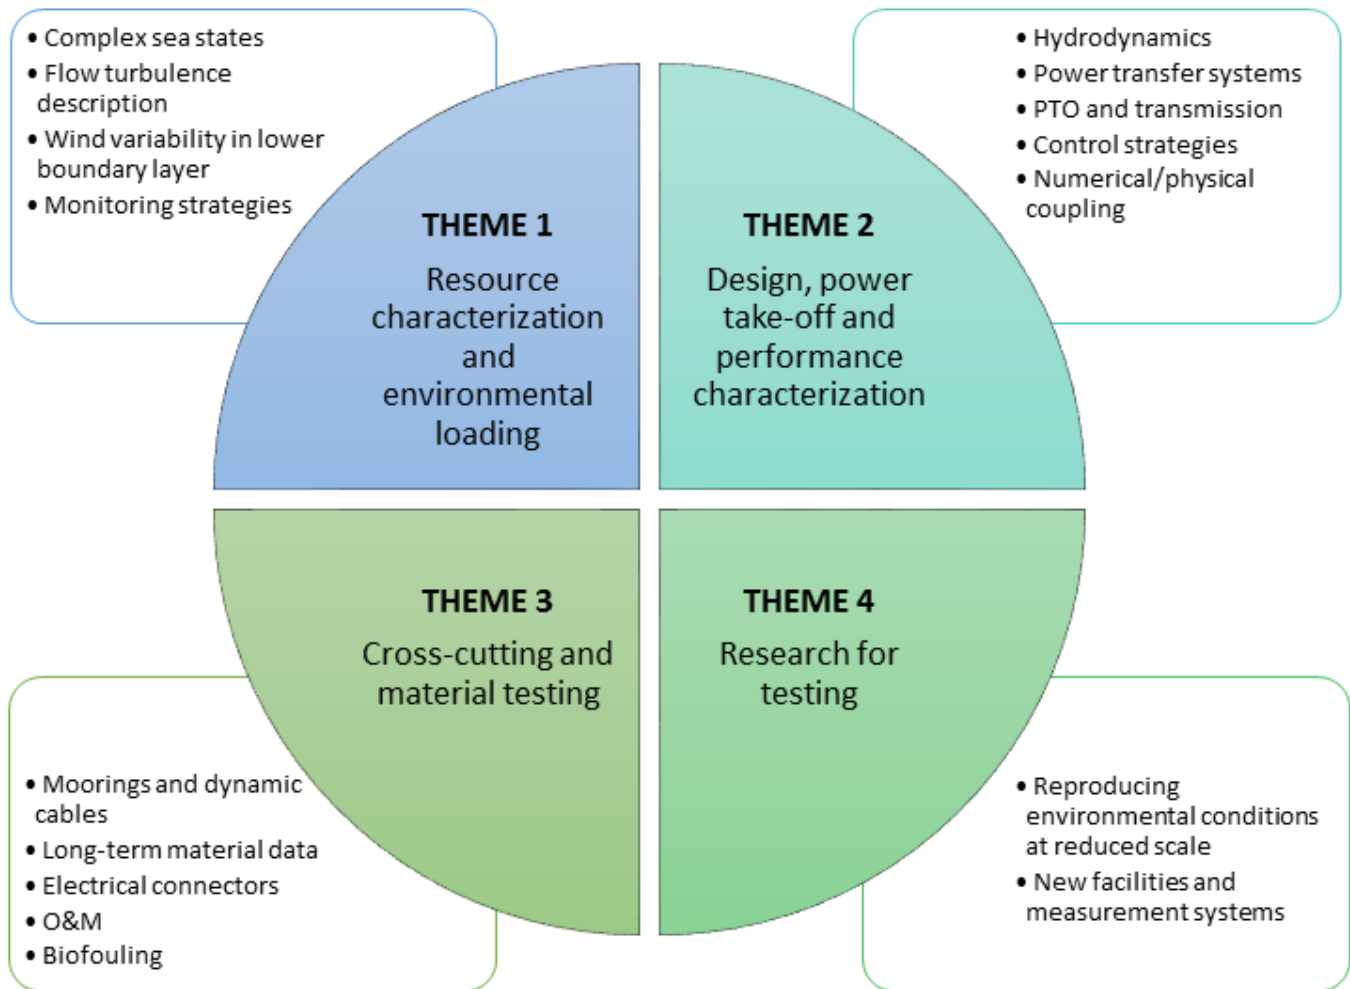 • Complex sea states
• Flow turbulence
description
• Wind variability in lower
boundary layer
• Monitoring strategies
• Hydrodynamics
• Power transfer systems
• PTO and transmission
• Control strategies
• Numerical/physical
coupling
THEME 1
Resource
characterization
and
environmental
loading
THEME 2
Design, power
take-off and
performance
characterization
THEME 3
Cross-cutting and
material testing
THEME 4
Research for
testing
• Moorings and dynamic
cables
• Long-term material data
• Electrical connectors
• O&M
• Biofouling
• Reproducing
environmental conditions
at reduced scale
• New facilities and
measurement systems